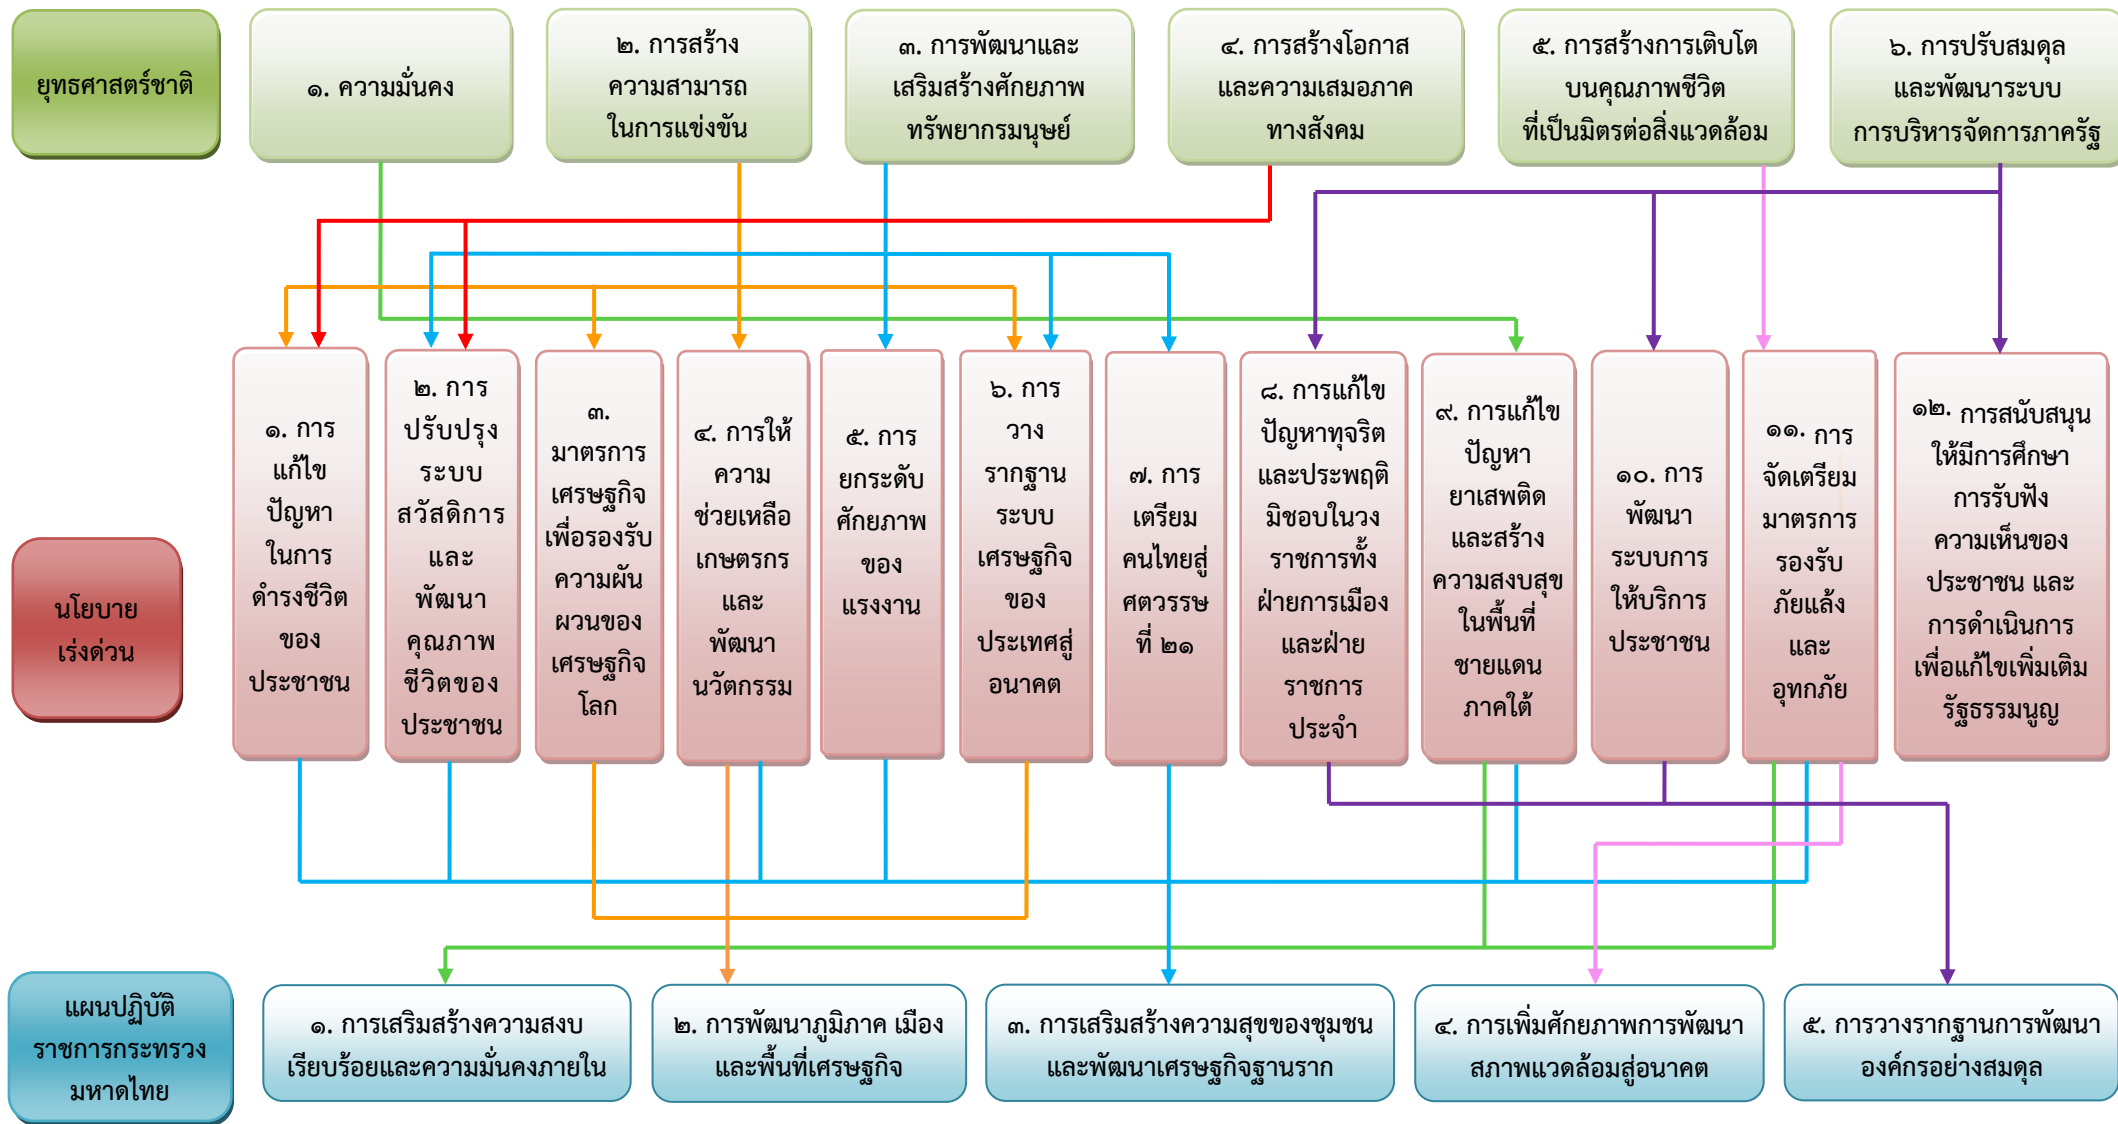 ยุทธศาสตร์ชาติ
๑. ความมั่นคง
๒. การสร้าง
ความสามารถ
ในการแข่งขัน
๓. การพัฒนาและ
เสริมสร้างศักยภาพ
ทรัพยากรมนุษย์
๔. การสร้างโอกาส
และความเสมอภาค
ทางสังคม
๕. การสร้างการเติบโต
บนคุณภาพชีวิต
ที่เป็นมิตรต่อสิ่งแวดล้อม
๖. การปรับสมดุล
และพัฒนาระบบ
การบริหารจัดการภาครัฐ
นโยบาย
เร่งด่วน
๑. การ
แก้ไข
ปัญหา
ในการ
ดำรงชีวิต
ของ
ประชาชน
๒. การ
ปรับปรุง
ระบบ
สวัสดิการ
และ
พัฒนา
คุณภาพ
ชีวิตของ
ประชาชน
๓.
มาตรการ
เศรษฐกิจ
เพื่อรองรับ
ความผัน
ผวนของ
เศรษฐกิจ
โลก
๔. การให้
ความ
ช่วยเหลือ
เกษตรกร
และ
พัฒนา
นวัตกรรม
๕. การ
ยกระดับ
ศักยภาพ
ของ
แรงงาน
๖. การ
วาง
รากฐาน
ระบบ
เศรษฐกิจ
ของ
ประเทศสู่
อนาคต
๗. การ
เตรียม
คนไทยสู่
ศตวรรษ
ที่ ๒๑
๘. การแก้ไข
ปัญหาทุจริต
และประพฤติ
มิชอบในวง
ราชการทั้ง
ฝ่ายการเมือง
และฝ่าย
ราชการ
ประจำ
๙. การแก้ไข
ปัญหา
ยาเสพติด
และสร้าง
ความสงบสุข
ในพื้นที่
ชายแดน
ภาคใต้
๑๐. การ
พัฒนา
ระบบการ
ให้บริการ
ประชาชน
๑๑. การ
จัดเตรียม
มาตรการ
รองรับ
ภัยแล้ง
และ
อุทกภัย
๑๒. การสนับสนุน
ให้มีการศึกษา
การรับฟัง
ความเห็นของ
ประชาชน และ
การดำเนินการ
เพื่อแก้ไขเพิ่มเติม
รัฐธรรมนูญ
แผนปฏิบัติ
ราชการกระทรวง
มหาดไทย
๑. การเสริมสร้างความสงบ
เรียบร้อยและความมั่นคงภายใน
๒. การพัฒนาภูมิภาค เมือง
และพื้นที่เศรษฐกิจ
๓. การเสริมสร้างความสุขของชุมชน
และพัฒนาเศรษฐกิจฐานราก
๔. การเพิ่มศักยภาพการพัฒนา
สภาพแวดล้อมสู่อนาคต
๕. การวางรากฐานการพัฒนา
องค์กรอย่างสมดุล